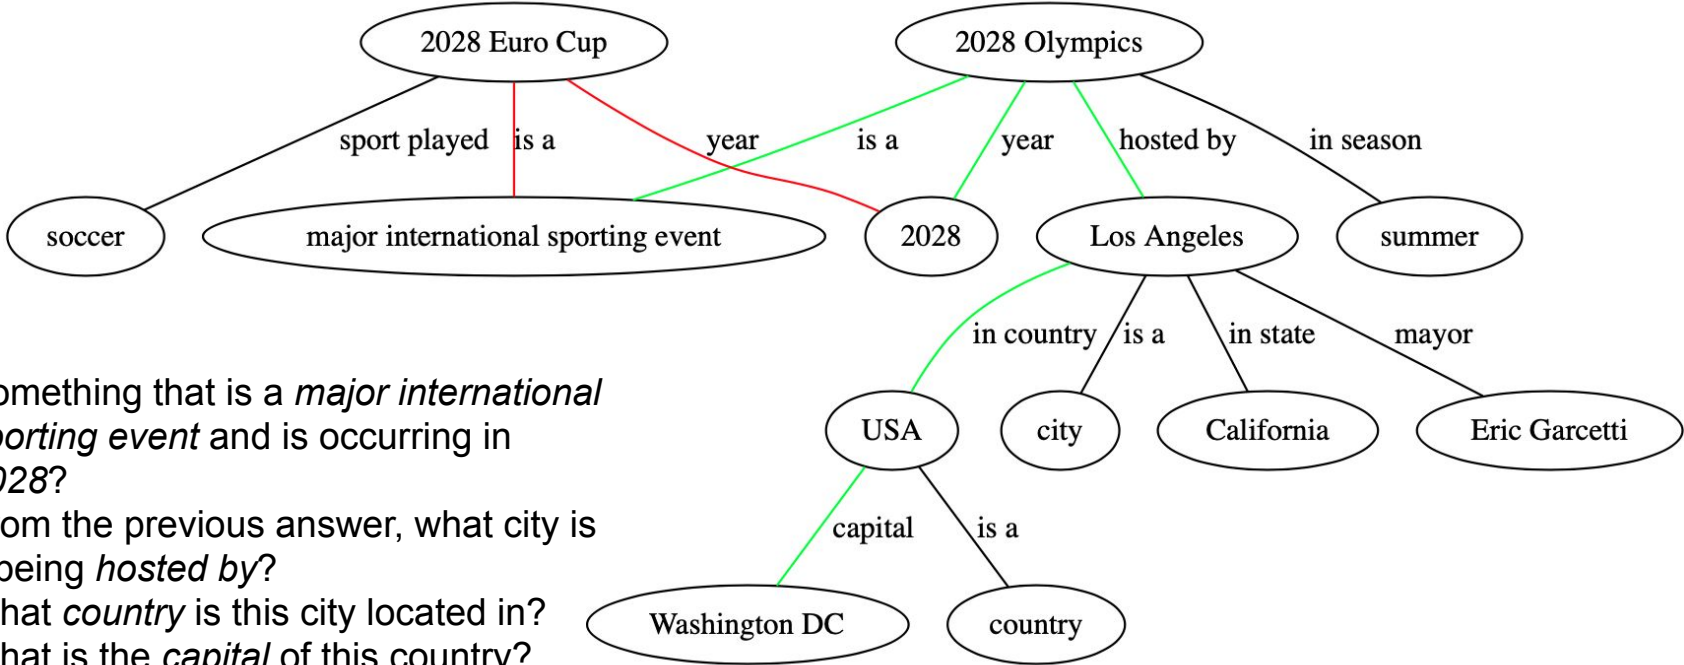 2028 Euro Cup
2028 Olympics
sport played
is a
year
is a
year
hosted by
in season
soccer
major international sporting event
2028
Los Angeles
summer
in country
is a
in state
mayor
omething that is a major international
porting event and is occurring in
028?
om the previous answer, what city is
being hosted by?
hat country is this city located in?
hat is the capital of this country?
USA
city
California
Eric Garcetti
capital
is a
Washington DC
country